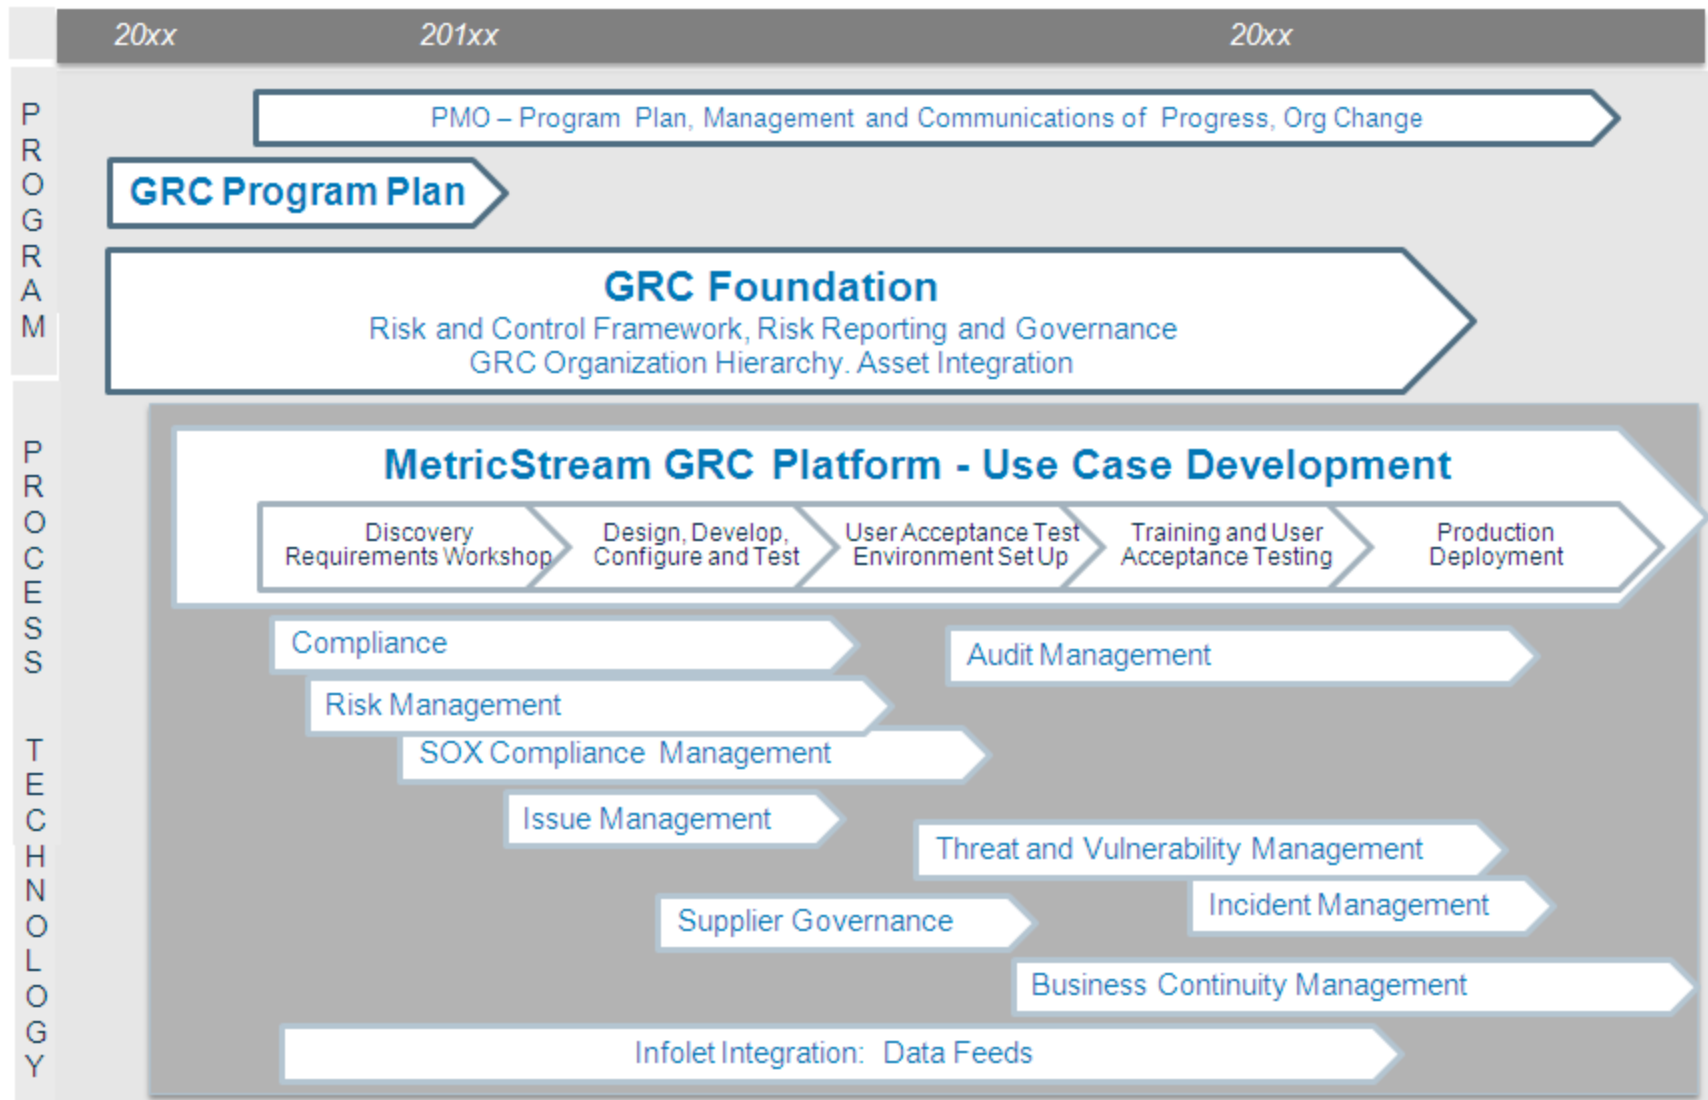 20xx 201xx 20xx
PROGRAM
PMO – Program Plan, Management and Communications of Progress, Org Change
GRC Program Plan
GRC Foundation
Risk and Control Framework, Risk Reporting and Governance
GRC Organization Hierarchy. Asset Integration
PROCESS
TECHNOLOGY
MetricStream GRC Platform - Use Case Development
Discovery
Requirements Workshop
Design, Develop,
Configure and Test
User Acceptance Test
Environment Set Up
Training and User
Acceptance Testing
Production
Deployment
Compliance
Audit Management
Risk Management
SOX Compliance Management
Issue Management
Threat and Vulnerability Management
Incident Management
Supplier Governance
Business Continuity Management
Infolet Integration: Data Feeds